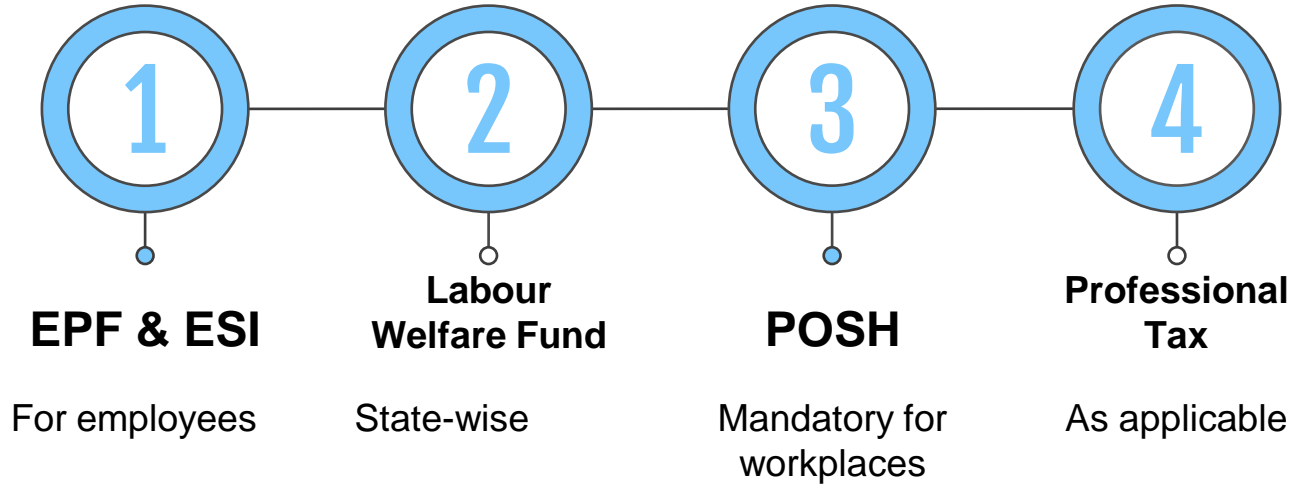 1
2
3
4
EPF & ESI
Labour
Welfare Fund
POSH
Professional
Tax
For employees
State-wise
Mandatory for
workplaces
As applicable